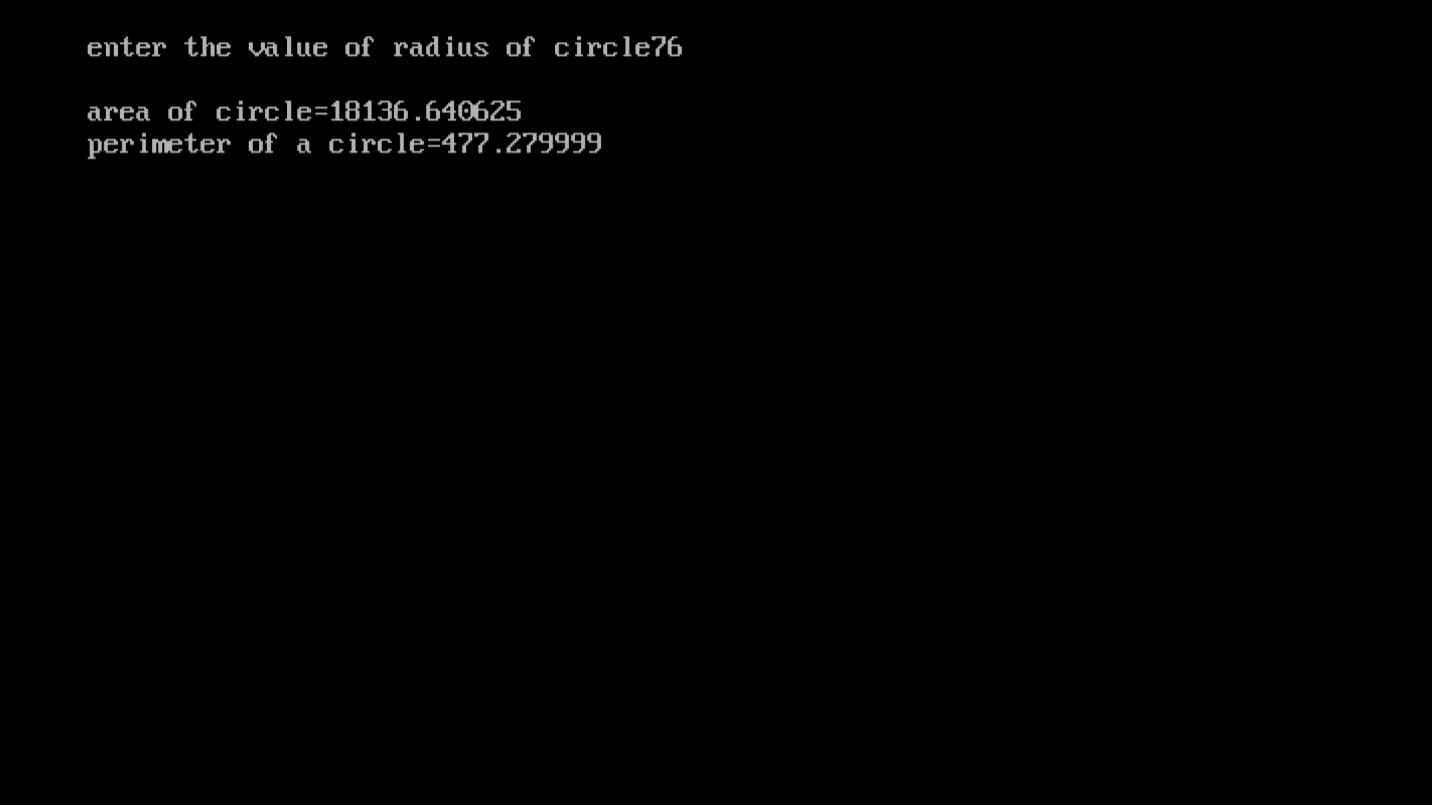 enter the value of radius of circle76
area of circle=18136.640625
perimeter of a circle=477.279999